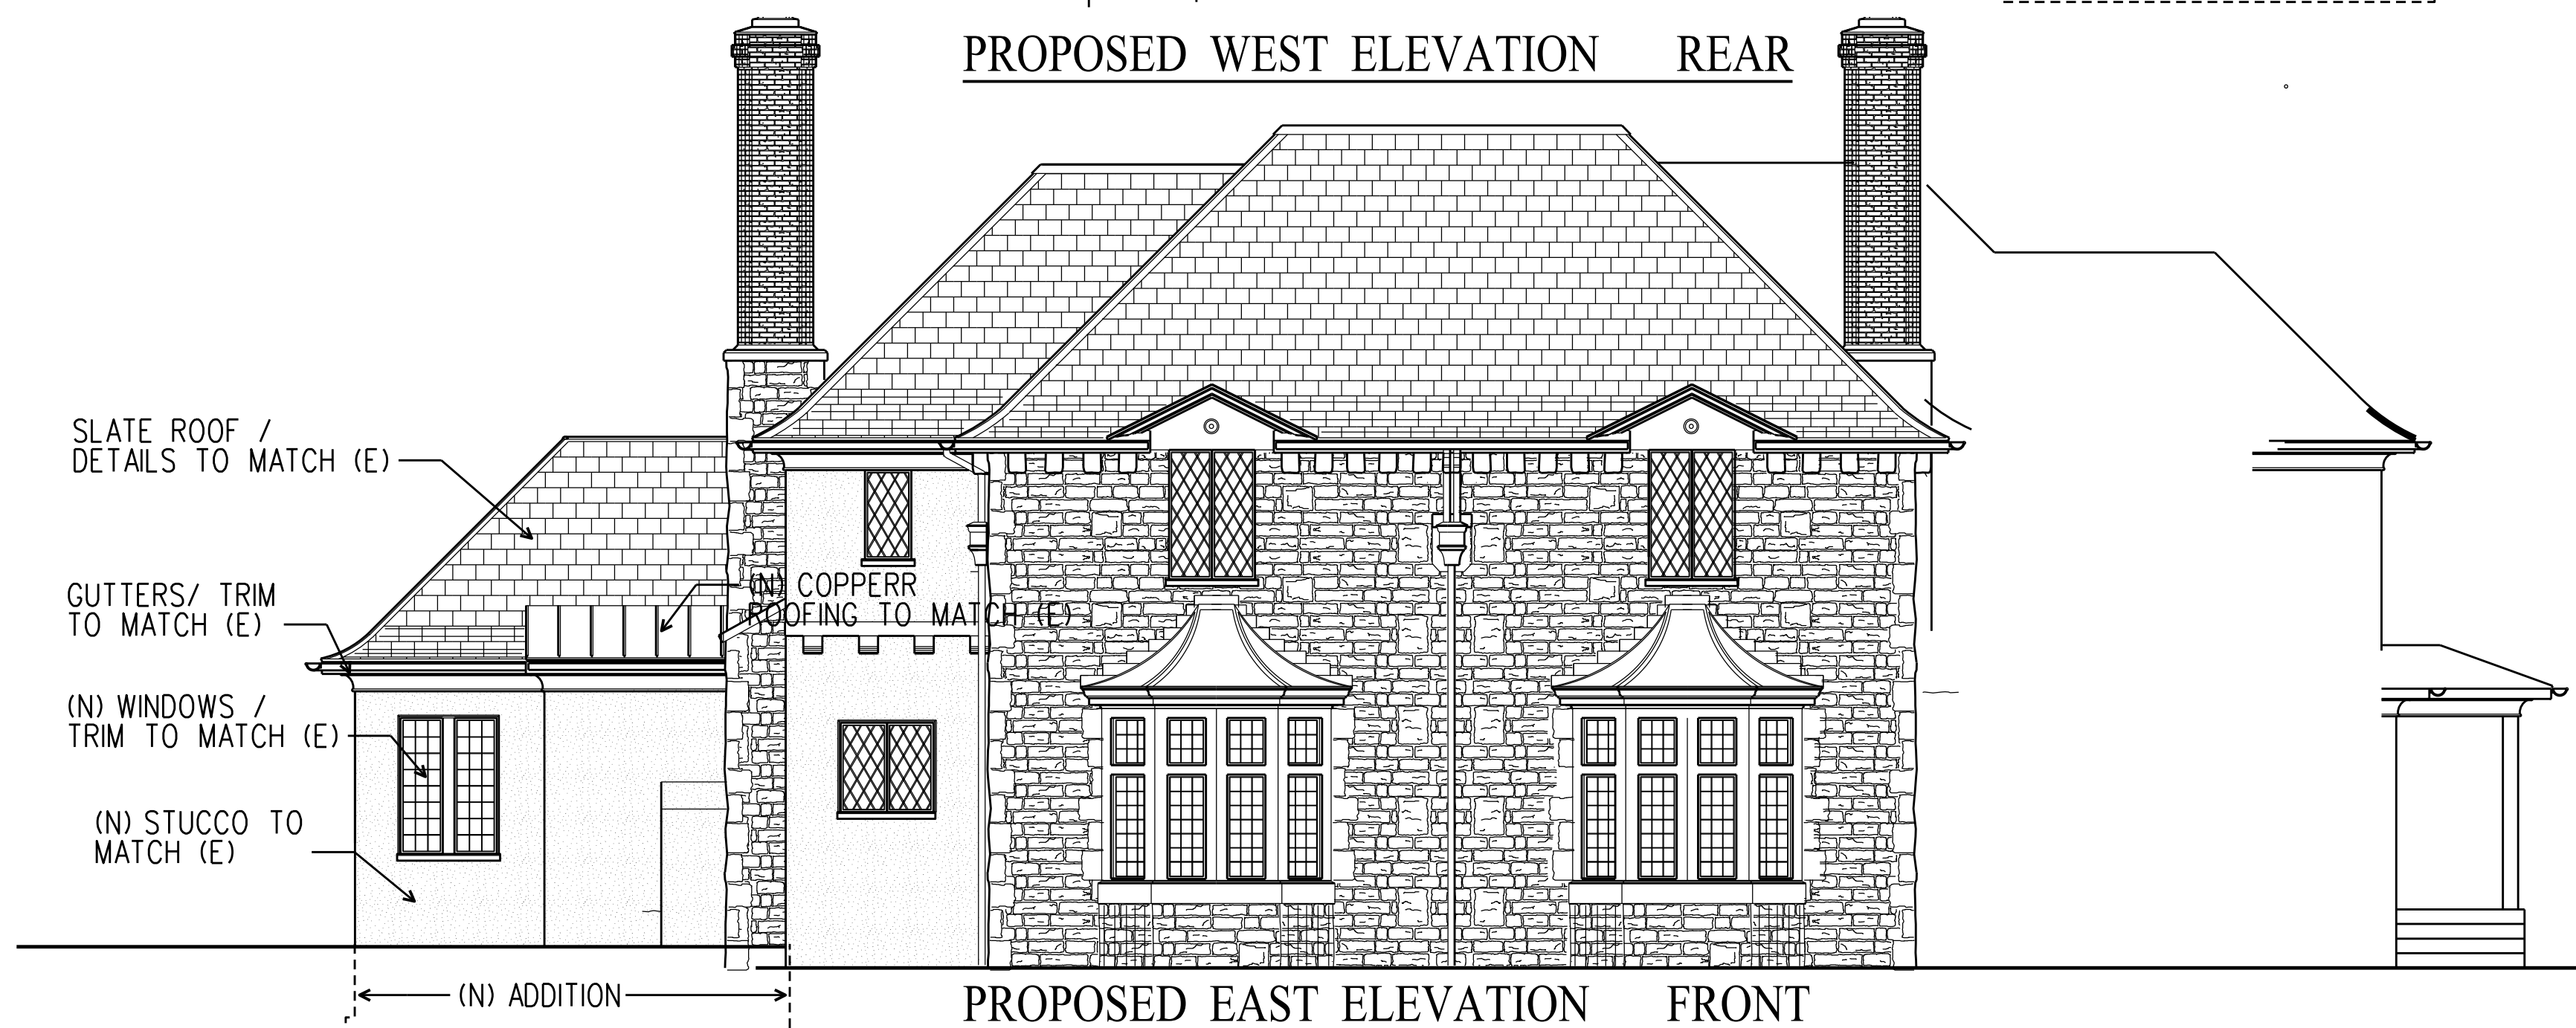 PROPOSED WEST ELEVATION REAR
SLATE ROOF /
DETAILS TO MATCH (E)
GUTTERS/ TRIM
TO MATCH (E)
(N) COPPERR
ROOFING TO MATCH (E)
(N) WINDOWS /
TRIM TO MATCH (E)
(N) STUCCO TO
MATCH (E)
(N) ADDITION
PROPOSED EAST ELEVATION FRONT